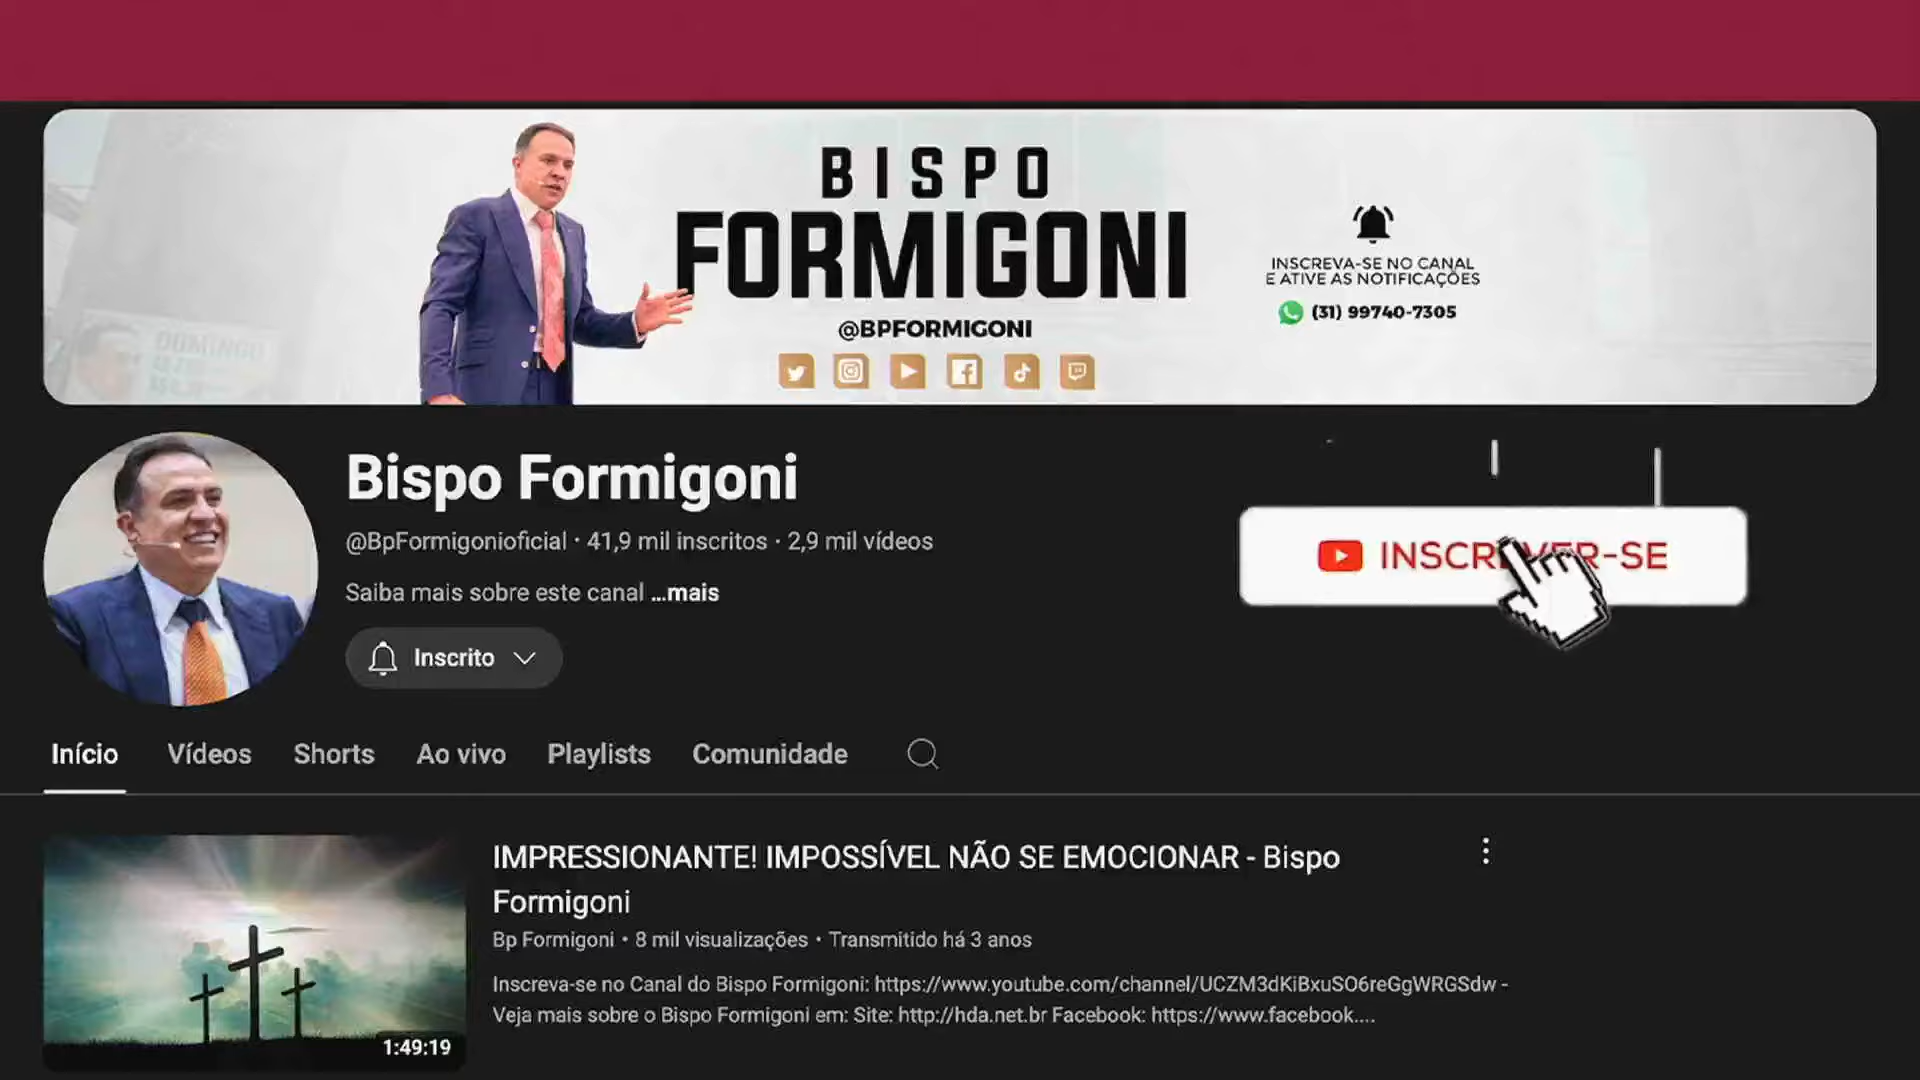 BISPO
FORMIGONI
@BPFORMIGONI
INSCREVA-SE NO CANAL
E ATIVE AS NOTIFICAÇÕES
(31) 99740-7305
DOMINGO
Bispo Formigoni
@BpFormigonioficial · 41,9 mil inscritos · 2,9 mil vídeos
Saiba mais sobre este canal ...mais
Inscrito
INSCREVER-SE
Início Vídeos Shorts Ao vivo Playlists Comunidade
IMPRESSIONANTE! IMPOSSÍVEL NÃO SE EMOCIONAR - Bispo
Formigoni
Bp Formigoni • 8 mil visualizações • Transmitido há 3 anos
Inscreva-se no Canal do Bispo Formigoni: https://www.youtube.com/channel/UCZM3dKiBxuSO6reGgWRGSdw -
Veja mais sobre o Bispo Formigoni em: Site: http://hda.net.br Facebook: https://www.facebook....
1:49:19